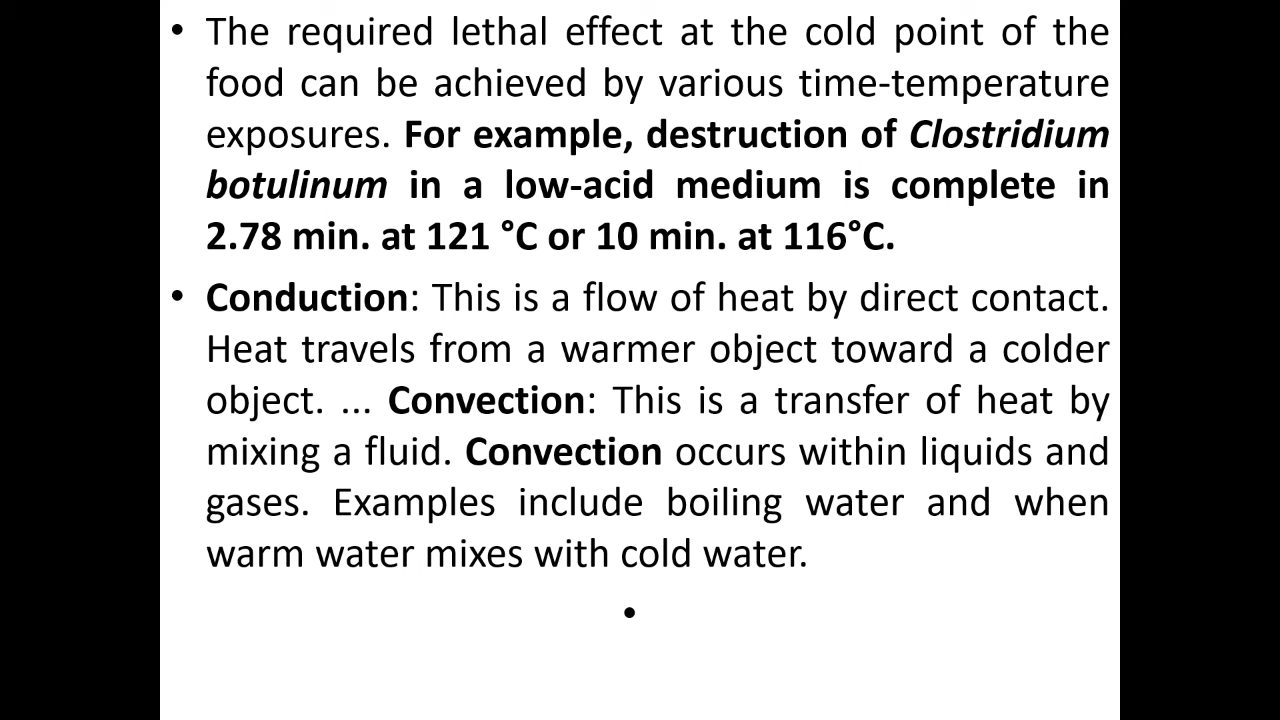 • The required lethal effect at the cold point of the
food can be achieved by various time-temperature
exposures. For example, destruction of Clostridium
botulinum in a low-acid medium is complete in
2.78 min. at 121 °C or 10 min. at 116°C.
• Conduction: This is a flow of heat by direct contact.
Heat travels from a warmer object toward a colder
object. ... Convection: This is a transfer of heat by
mixing a fluid. Convection occurs within liquids and
gases. Examples include boiling water and when
warm water mixes with cold water.
•